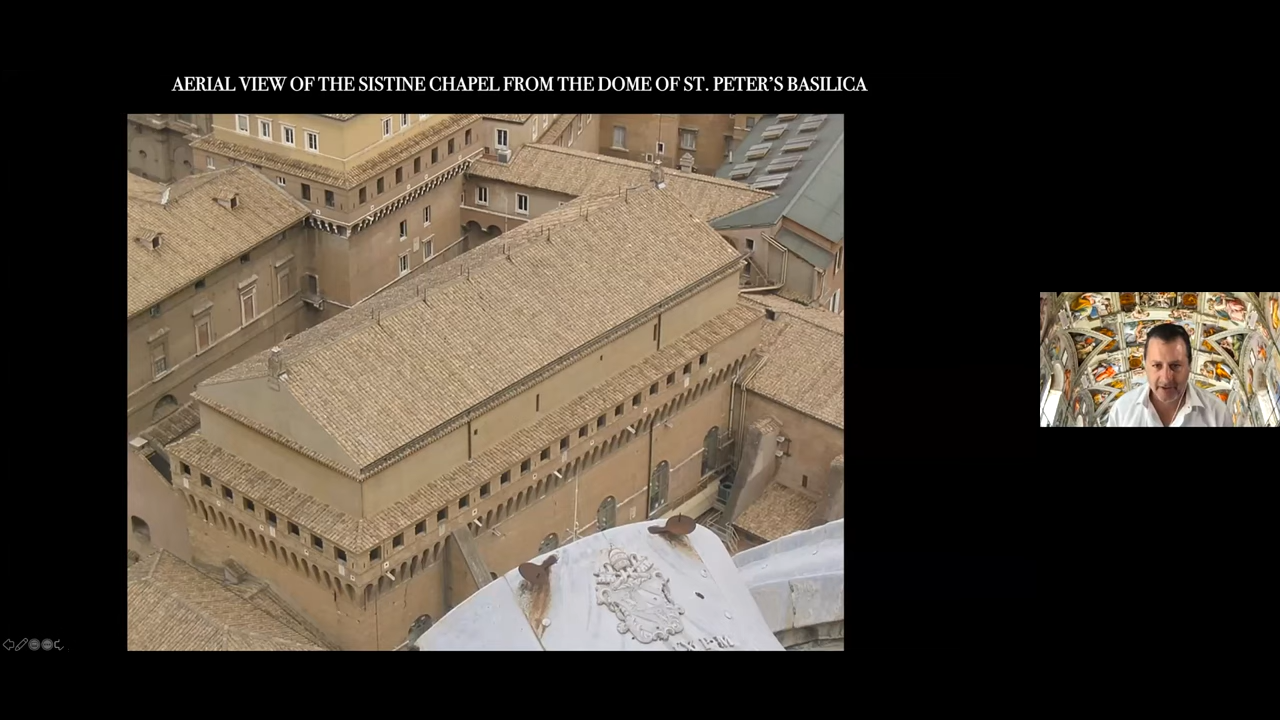 AERIAL VIEW OF THE SISTINE CHAPEL FROM THE DOME OF ST. PETER’S BASILICA